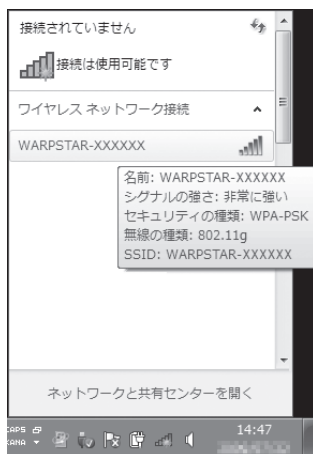 接続されていません
接続は使用可能です
ワイヤレス ネットワーク接続
WARPSTAR-XXXXXX
名前: WARPSTAR-XXXXXX
シグナルの強さ: 非常に強い
セキュリティの種類: WPA-PSK
無線の種類: 802.11g
SSID: WARPSTAR-XXXXXX
ネットワークと共有センターを開く
CAPS
KANA
14:47